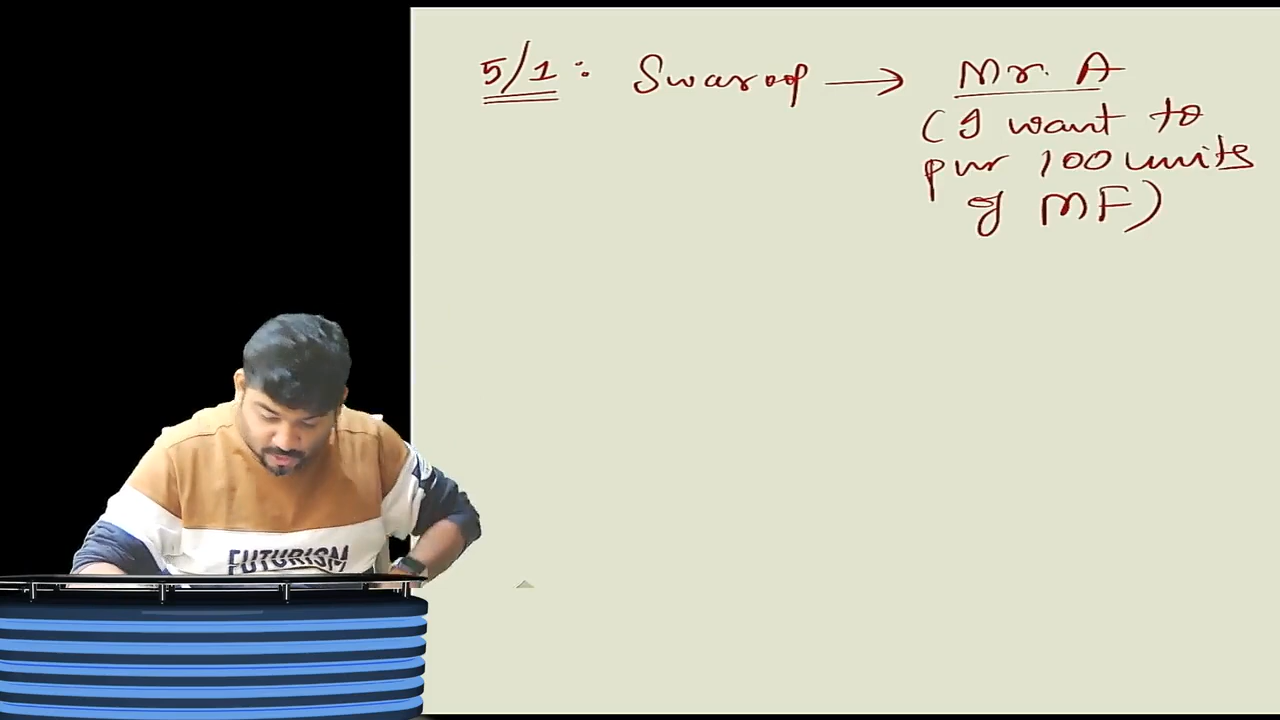 5/1: Swaroop → Mr. A
(I want to
pur 100 units
of MF)
FUTURISM